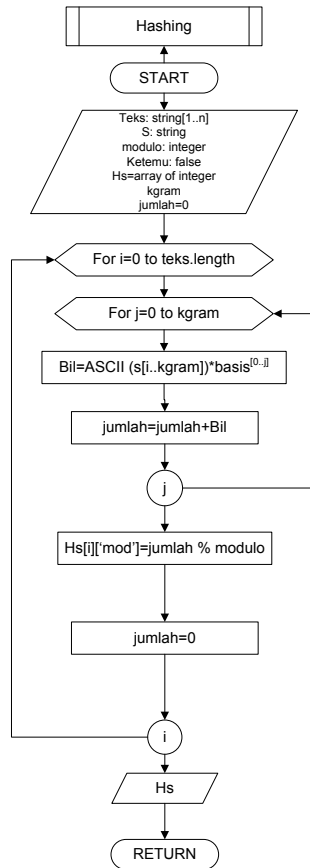 Hashing
START
Teks: string[1..n]
S: string
modulo: integer
Ketemu: false
Hs=array of integer
kgram
jumlah=0
For i=0 to teks.length
For j=0 to kgram
Bil=ASCII (s[i..kgram])*basis[0..j]
jumlah=jumlah+Bil
j
Hs[i][‘mod’]=jumlah % modulo
jumlah=0
i
Hs
RETURN